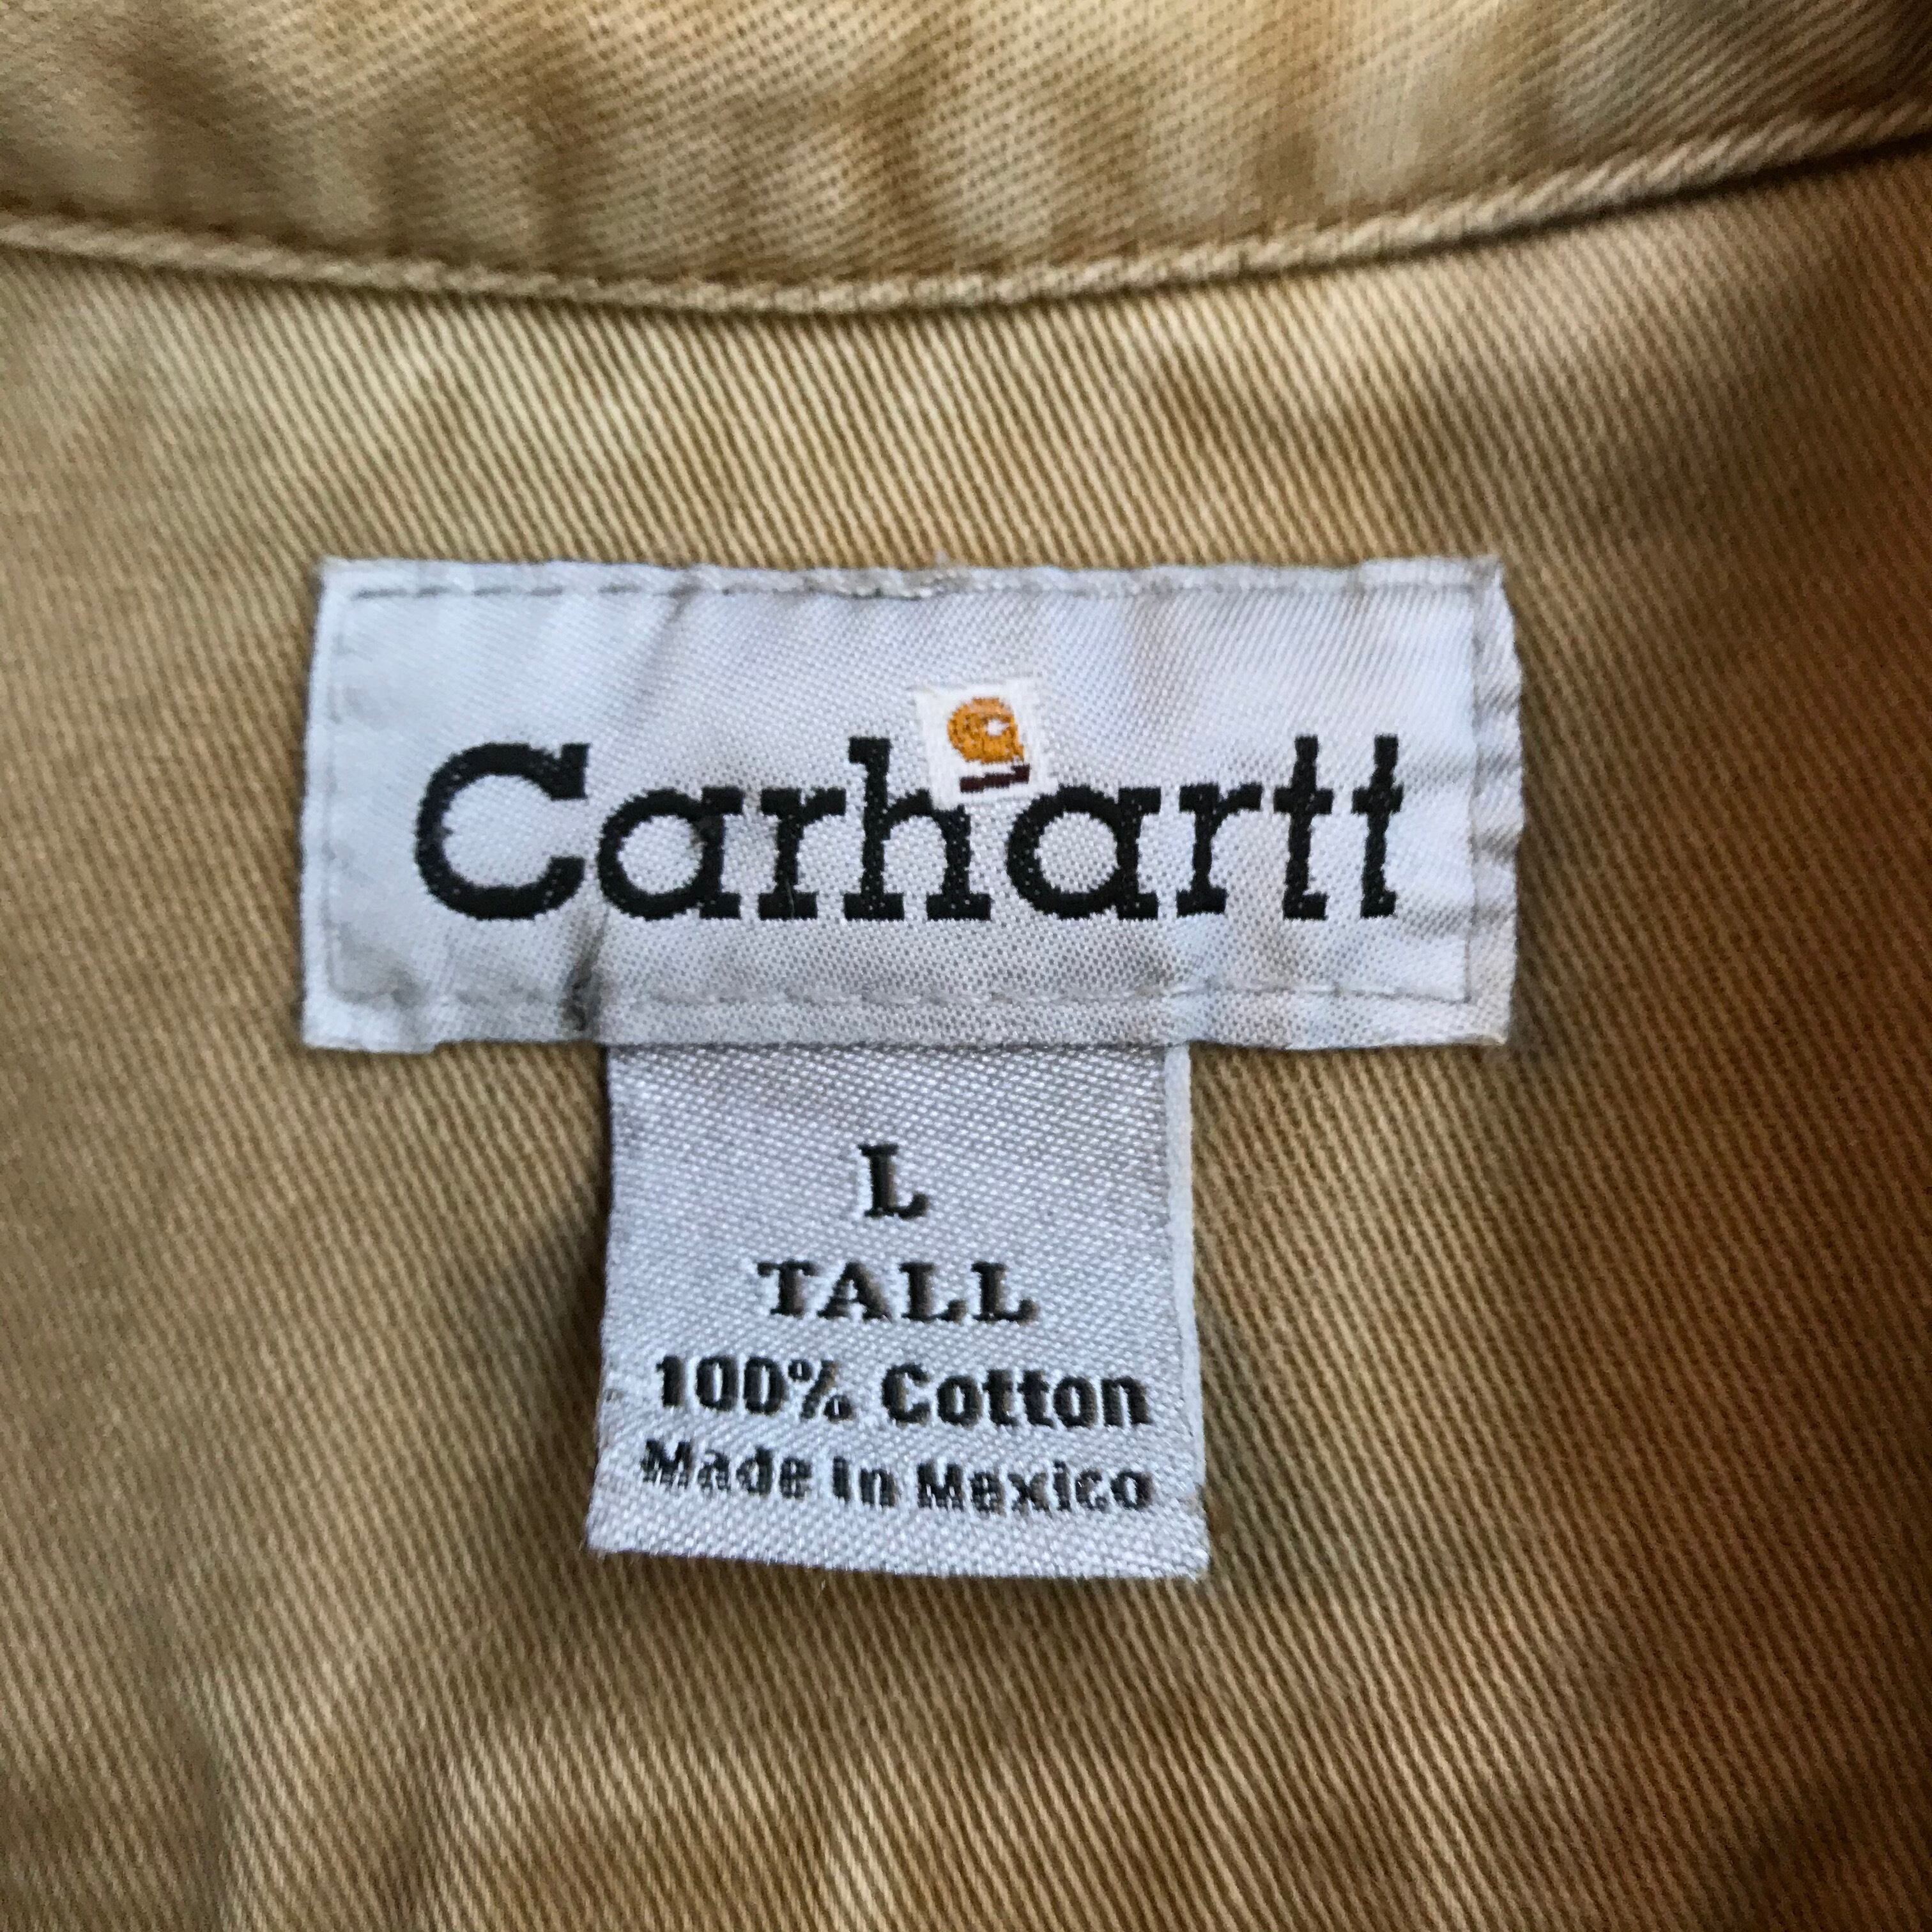 Carhartt
L
TALL
100% Cotton
Made in Mexico